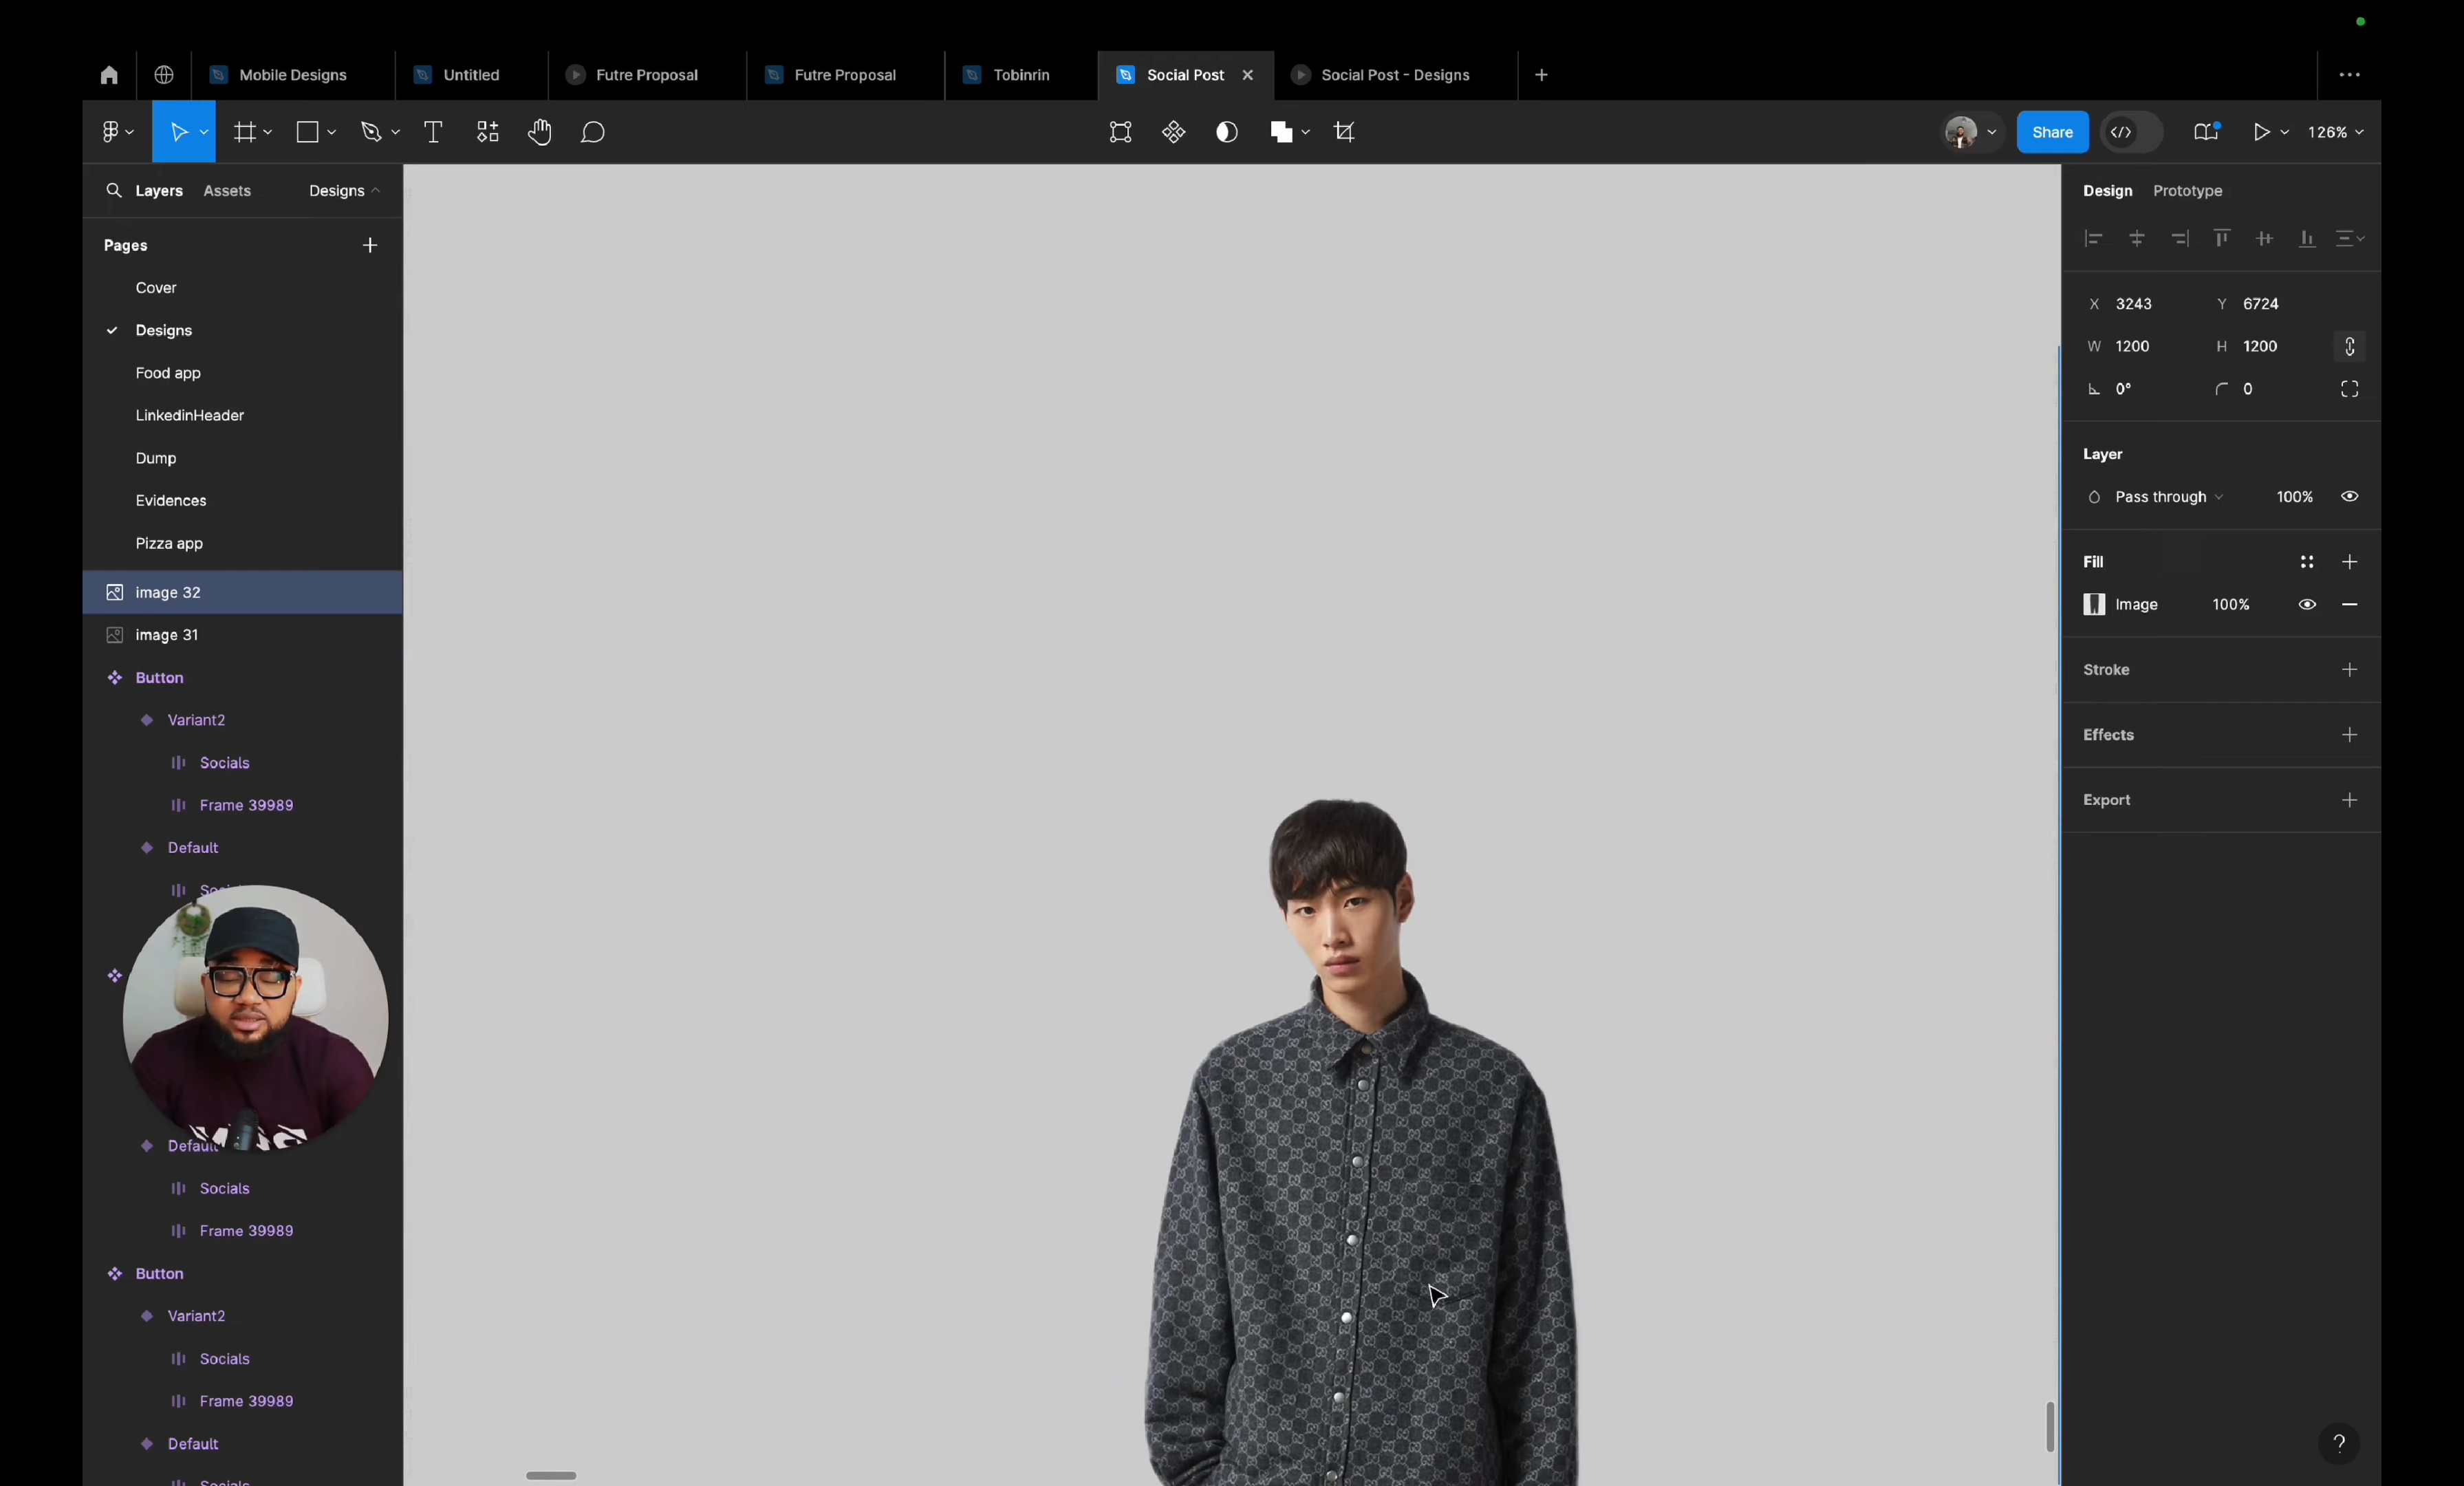 Mobile Designs Untitled Futre Proposal Futre Proposal Tobinrin Social Post Social Post - Designs
Share 126%
Layers Assets Designs
Pages
Cover
Designs
Food app
LinkedinHeader
Dump
Evidences
Pizza app
image 32
image 31
Button
Variant2
Socials
Frame 39989
Default
Default
Socials
Frame 39989
Button
Variant2
Socials
Frame 39989
Default
Design Prototype
X 3243 Y 6724
W 1200 H 1200
0° 0
Layer
Pass through 100%
Fill
Image 100%
Stroke
Effects
Export
?